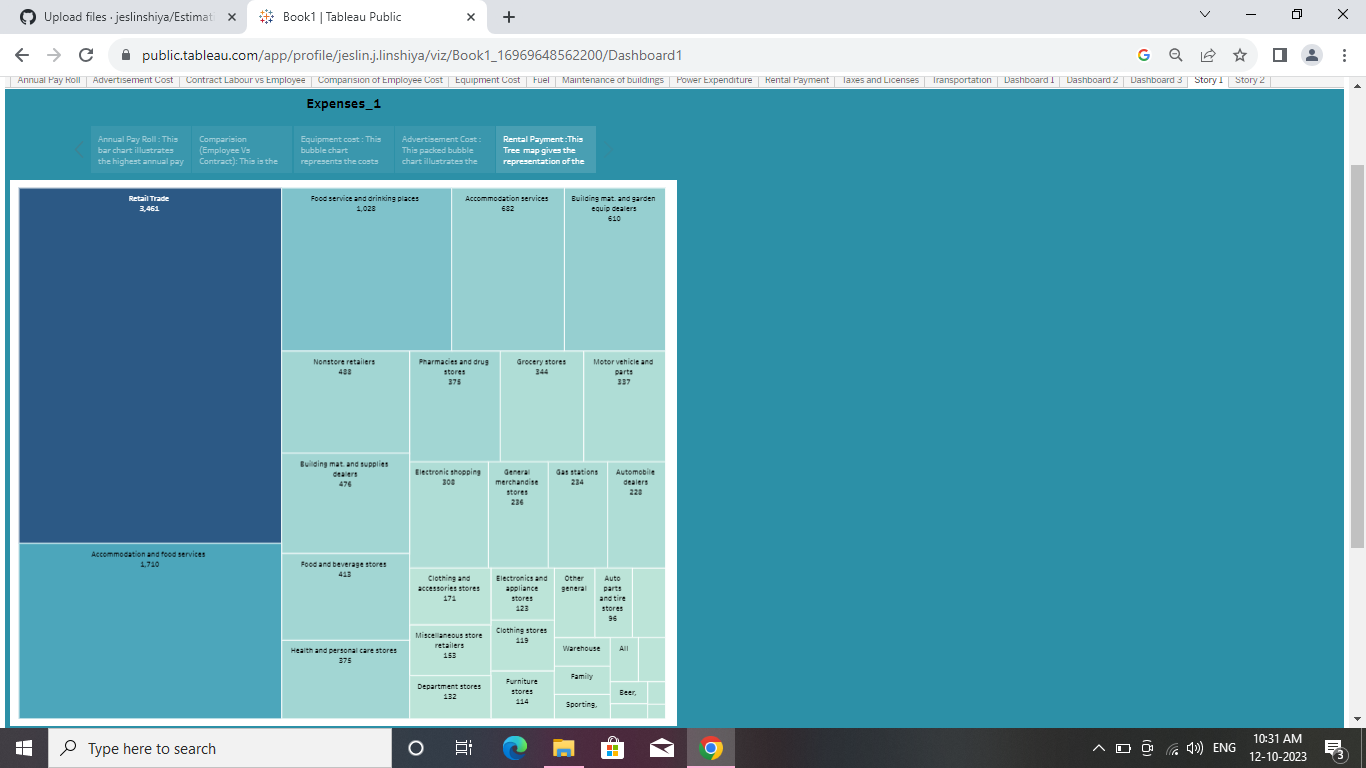 Upload files · jeslinshiya/Estimat
Book1 | Tableau Public
public.tableau.com/app/profile/jeslin.j.linshiya/viz/Book1_16969648562200/Dashboard1
Annual Pay Roll
Advertisement Cost
Contract Labour vs Employee
Comparision of Employee Cost
Equipment Cost
Fuel
Maintenance of buildings
Power Expenditure
Rental Payment
Taxes and Licenses
Transportation
Dashboard 1
Dashboard 2
Dashboard 3
Story 1
Story 2
Expenses_1
Annual Pay Roll : This
bar chart illustrates
the highest annual pay
Comparision
(Employee Vs
Contract): This is the
Equipment cost : This
bubble chart
represents the costs
Advertisement Cost :
This packed bubble
chart illustrates the
Rental Payment :This
Tree map gives the
representation of the
Retail Trade
3,461
Food service and drinking places
1,028
Accommodation services
682
Building mat. and garden
equip dealers
610
Nonstore retailers
488
Pharmacies and drug
stores
375
Grocery stores
344
Motor vehicle and
parts
337
Building mat. and supplies
dealers
476
Electronic shopping
308
General
merchandise
stores
236
Gas stations
234
Automobile
dealers
228
Accommodation and food services
1,710
Food and beverage stores
413
Clothing and
accessories stores
171
Electronics and
appliance
stores
123
Other
general
Auto
parts
and tire
stores
96
Miscellaneous store
retailers
153
Clothing stores
119
Health and personal care stores
375
Warehouse
All
Family
Department stores
132
Furniture
stores
114
Sporting,
Beer,
Type here to search
ENG
10:31 AM
12-10-2023
3